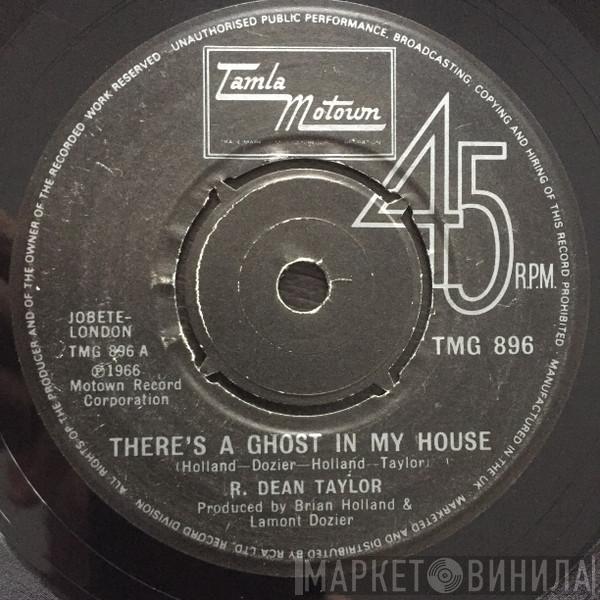 UNAUTHORISED PUBLIC PERFORMANCE, BROADCASTING, COPYING AND HIRING OF THIS RECORD PROHIBITED
MANUFACTURED IN THE UK.
MARKETED AND DISTRIBUTED BY RCA LTD. RECORD DIVISION
ALL RIGHTS OF THE PRODUCER AND OF THE OWNER OF THE RECORDED WORK RESERVED
Tamla
Motown
TRADE MARK
45
R.P.M.
JOBETE-
LONDON
TMG 896 A
℗1966
Motown Record
Corporation
TMG 896
THERE'S A GHOST IN MY HOUSE
(Holland—Dozier—Holland—Taylor)
R. DEAN TAYLOR
Produced by Brian Holland &
Lamont Dozier
МАРКЕТ ВИНИЛА